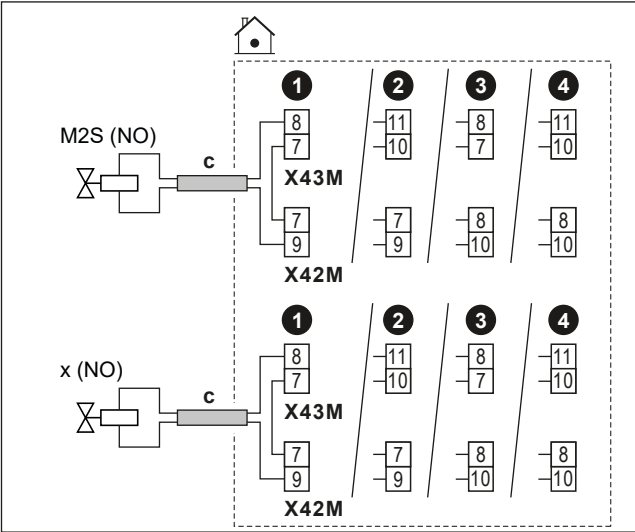 1 2 3 4
8 11 8 11
M2S (NO)
7 10 7 10
c
X43M
7 7 8 8
9 9 10 10
X42M
1 2 3 4
8 11 8 11
x (NO)
7 10 7 10
c
X43M
7 7 8 8
9 9 10 10
X42M